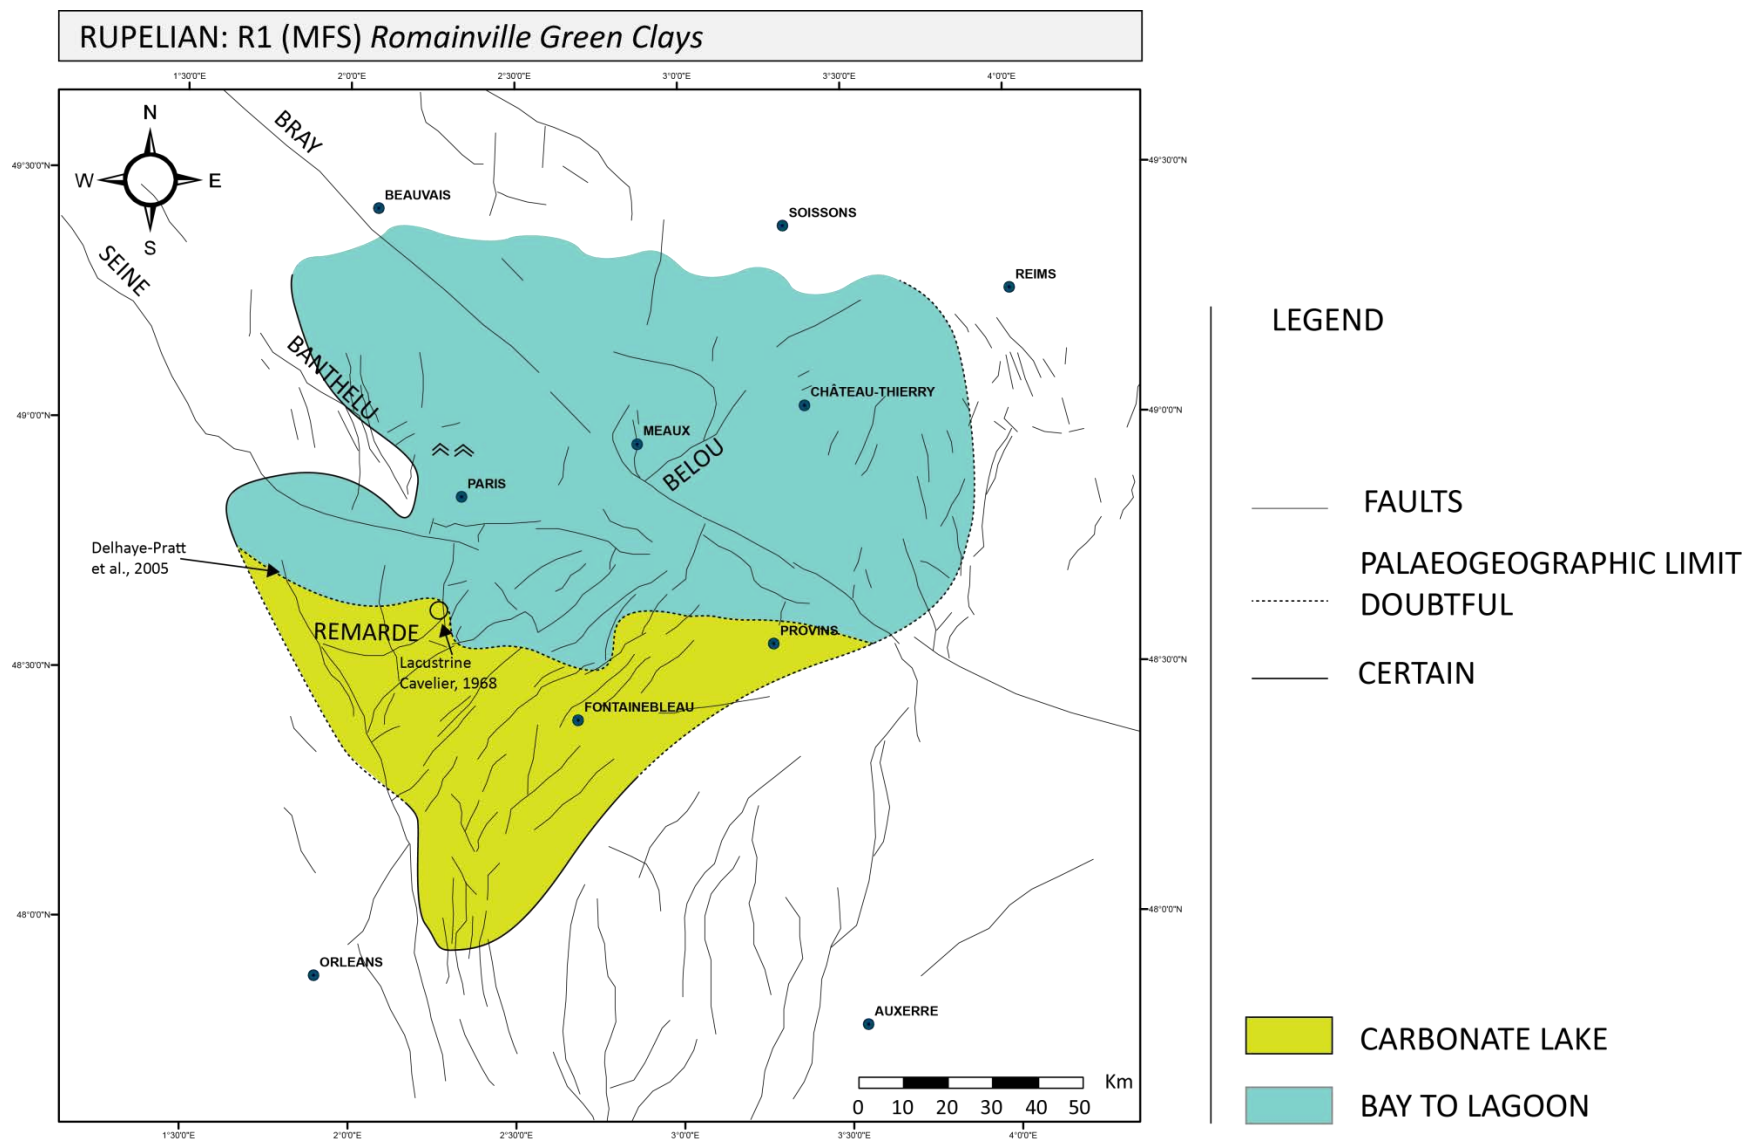 RUPELIAN: R1 (MFS) Romainville Green Clays
1°30'0"E
2°0'0"E
2°30'0"E
3°0'0"E
3°30'0"E
4°0'0"E
N
W
E
S
BRAY
49°30'0"N
49°30'0"N
BEAUVAIS
SOISSONS
SEINE
REIMS
LEGEND
BANTHELU
CHÂTEAU-THIERRY
49°0'0"N
49°0'0"N
MEAUX
BELOU
PARIS
FAULTS
Delhaye-Pratt
et al., 2005
PALAEOGEOGRAPHIC LIMIT
DOUBTFUL
REMARDE
PROVINS
48°30'0"N
48°30'0"N
Lacustrine
Cavelier, 1968
CERTAIN
FONTAINEBLEAU
48°0'0"N
48°0'0"N
ORLEANS
AUXERRE
CARBONATE LAKE
Km
0 10 20 30 40 50
BAY TO LAGOON
1°30'0"E
2°0'0"E
2°30'0"E
3°0'0"E
3°30'0"E
4°0'0"E